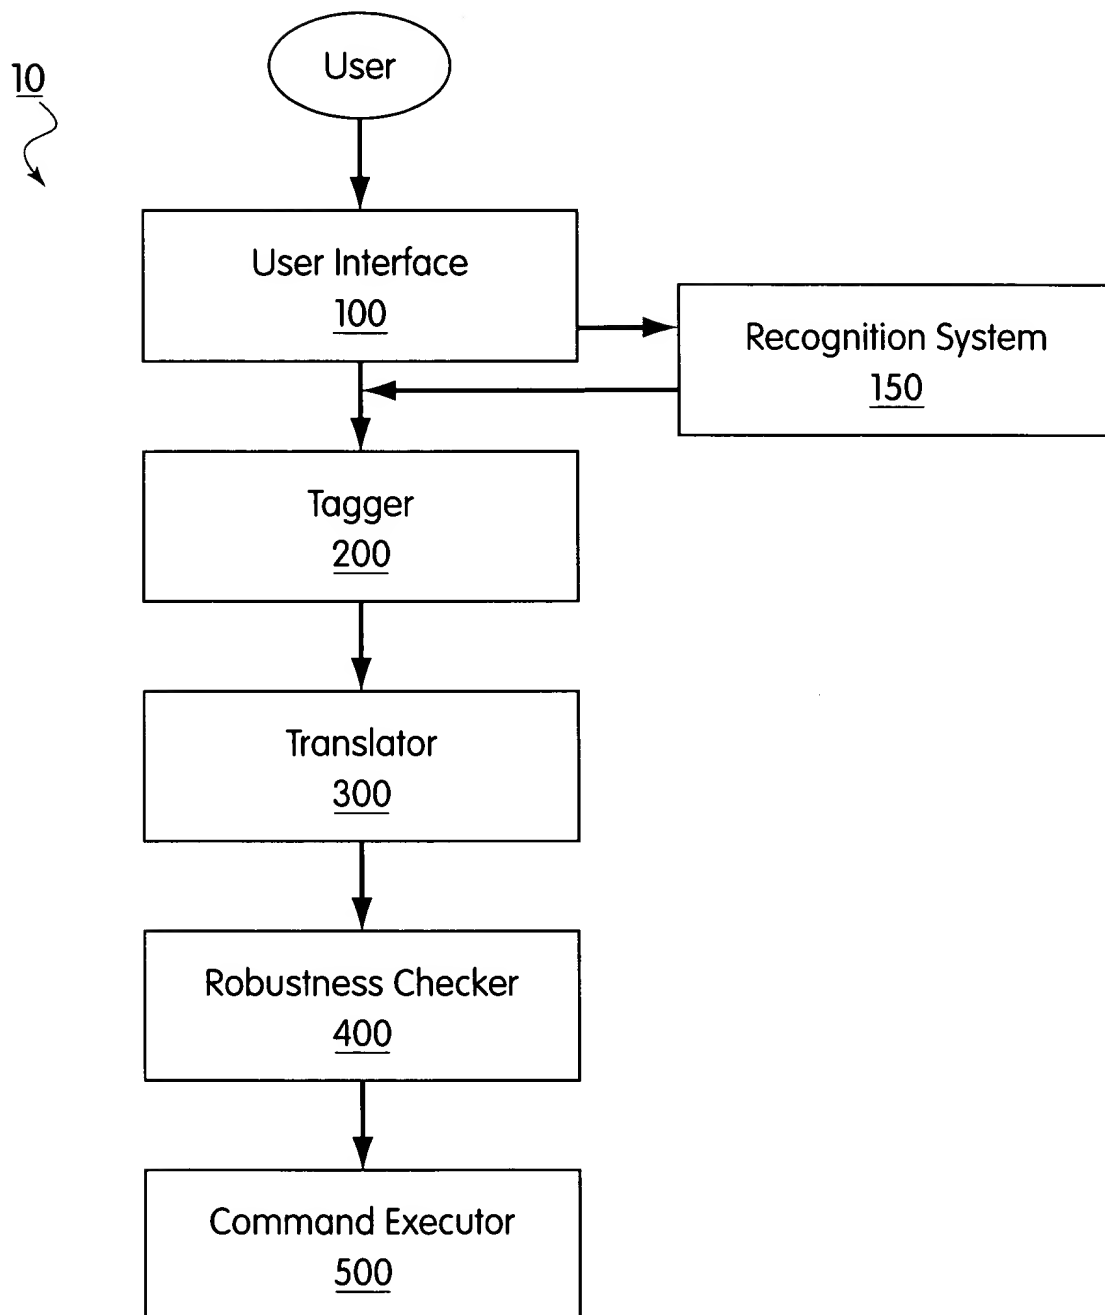 10
User
User Interface
100
Recognition System
150
Tagger
200
Translator
300
Robustness Checker
400
Command Executor
500